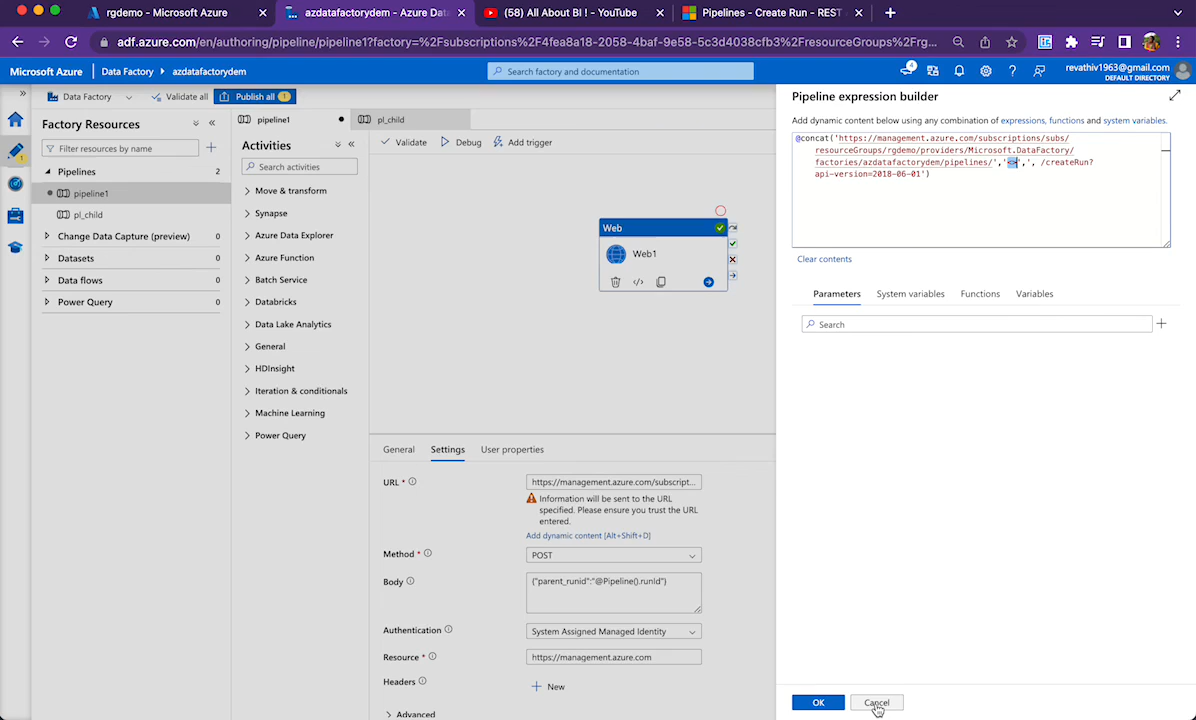 rgdemo - Microsoft Azure
azdatafactorydem - Azure Data
(58) All About BI ! - YouTube
Pipelines - Create Run - REST
adf.azure.com/en/authoring/pipeline/pipeline1?factory=%2Fsubscriptions%2F4fea8a18-2058-4baf-9e58-5c3d4038cfb3%2FresourceGroups%2Frg...
Microsoft Azure
Data Factory
azdatafactorydem
Search factory and documentation
4
revathiv1963@gmail.com
DEFAULT DIRECTORY
Data Factory
Validate all
Publish all 1
Factory Resources
Filter resources by name
Pipelines 2
pipeline1
pl_child
Change Data Capture (preview) 0
Datasets 0
Data flows 0
Power Query 0
pipeline1
pl_child
Activities
Search activities
Move & transform
Synapse
Azure Data Explorer
Azure Function
Batch Service
Databricks
Data Lake Analytics
General
HDInsight
Iteration & conditionals
Machine Learning
Power Query
Validate
Debug
Add trigger
Web
Web1
General
Settings
User properties
URL *
https://management.azure.com/subscript...
Information will be sent to the URL
specified. Please ensure you trust the URL
entered.
Add dynamic content [Alt+Shift+D]
Method *
POST
Body
{"parent_runid":"@Pipeline().runId"}
Authentication
System Assigned Managed Identity
Resource *
https://management.azure.com
Headers
New
Advanced
Pipeline expression builder
Add dynamic content below using any combination of expressions, functions and system variables.
@concat('https://management.azure.com/subscriptions/subs/
resourceGroups/rgdemo/providers/Microsoft.DataFactory/
factories/azdatafactorydem/pipelines/','<>',', /createRun?
api-version=2018-06-01')
Clear contents
Parameters
System variables
Functions
Variables
Search
OK
Cancel